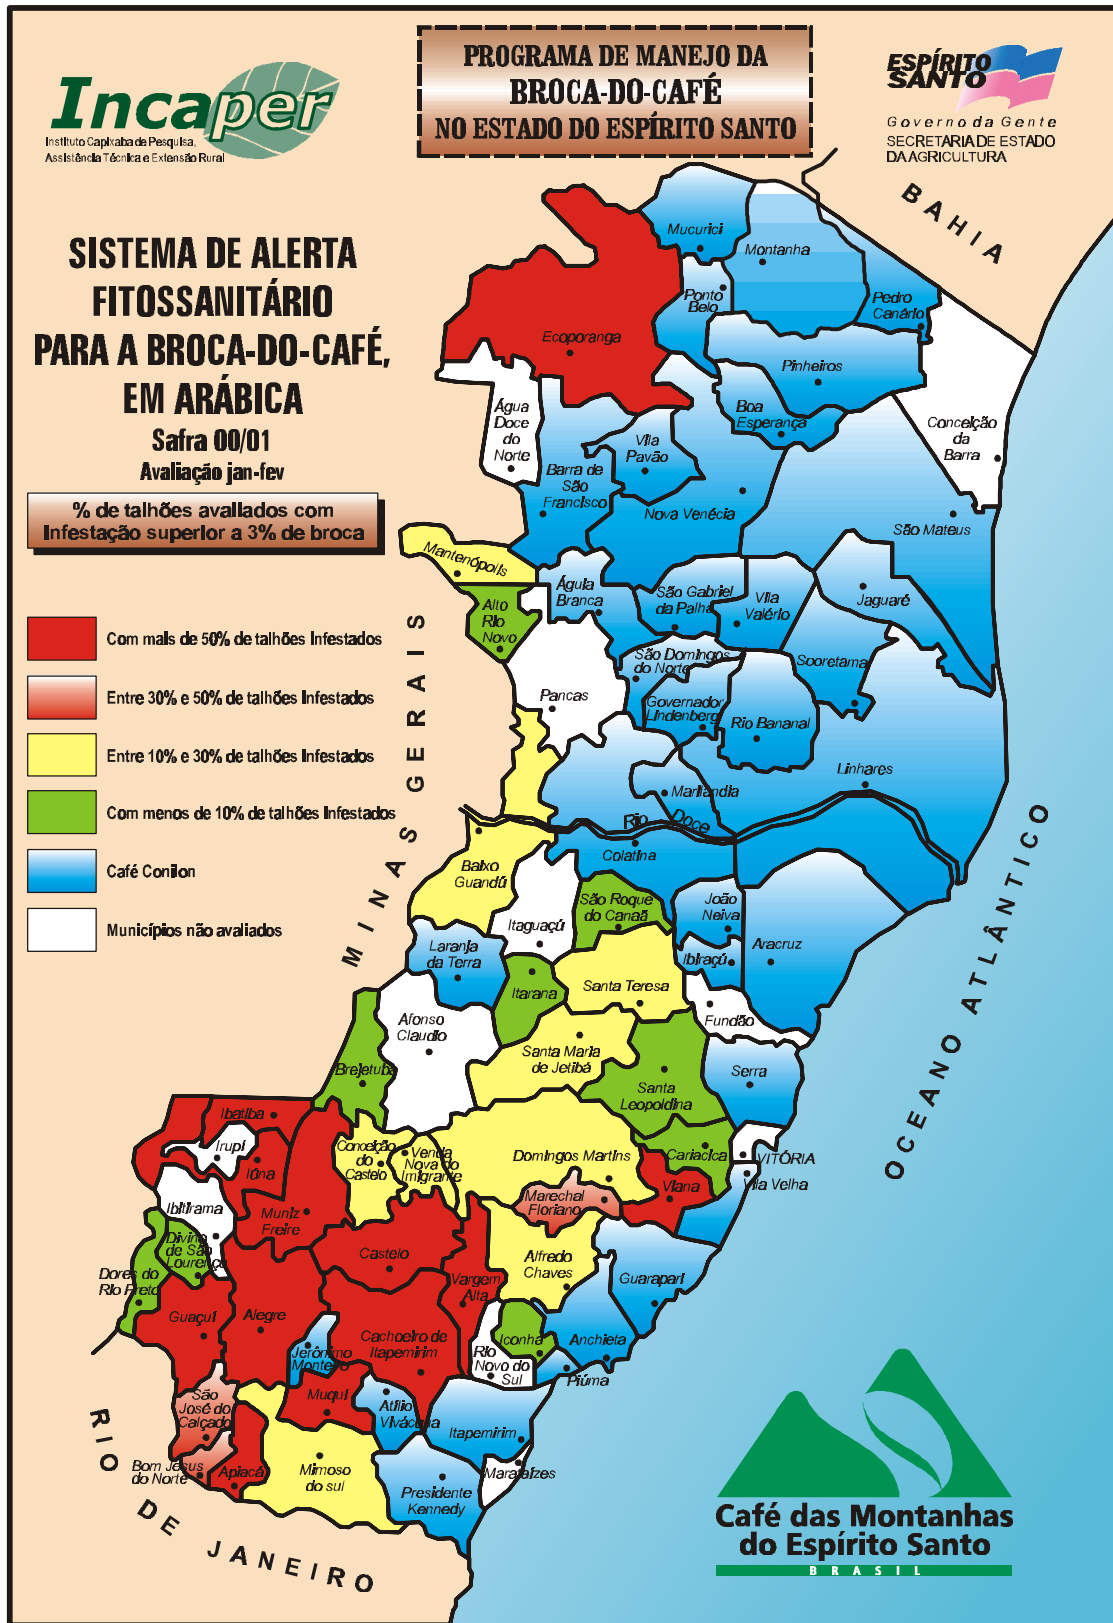 Incaper
Instituto Capixaba de Pesquisa,
Assistência Técnica e Extensão Rural
PROGRAMA DE MANEJO DA
BROCA-DO-CAFÉ
NO ESTADO DO ESPÍRITO SANTO
ESPÍRITO
SANTO
Governo da Gente
SECRETARIA DE ESTADO
DA AGRICULTURA
SISTEMA DE ALERTA
FITOSSANITÁRIO
PARA A BROCA-DO-CAFÉ,
EM ARÁBICA
Safra 00/01
Avaliação jan-fev
% de talhões avaliados com
Infestação superior a 3% de broca
Com mais de 50% de talhões Infestados
Entre 30% e 50% de talhões Infestados
Entre 10% e 30% de talhões Infestados
Com menos de 10% de talhões Infestados
Café Conilon
Municípios não avaliados
BAHIA
MINAS GERAIS
OCEANO ATLÂNTICO
RIO DE JANEIRO
Mucurici
Montanha
Ponto
Belo
Pedro
Canário
Ecoporanga
Pinheiros
Água
Doce
do
Norte
Boa
Esperança
Conceição
da
Barra
Vila
Pavão
Barra de
São
Francisco
Nova Venécia
São Mateus
Mantenópolis
Águia
Branca
São Gabriel
da Palha
Vila
Valério
Jaguaré
Alto
Rio
Novo
São Domingos
do Norte
Sooretama
Pancas
Governador
Lindenberg
Rio Bananal
Linhares
Marilândia
Rio Doce
Colatina
Baixo
Guandú
Itaguaçú
São Roque
do Canaã
João
Neiva
Aracruz
Laranja
da Terra
Ibiraçú
Itarana
Santa Teresa
Fundão
Afonso
Claudio
Santa Maria
de Jetibá
Serra
Brejetuba
Santa
Leopoldina
Ibatiba
Irupi
Iúna
Conceição
do
Castelo
Venda
Nova do
Imigrante
Domingos Martins
Cariacica
VITÓRIA
Vila Velha
Viana
Marechal
Floriano
Ibitirama
Muniz
Freire
Divino
de São
Lourenço
Castelo
Alfredo
Chaves
Guarapari
Dores do
Rio Preto
Vargem
Alta
Guaçuí
Alegre
Cachoeiro de
Itapemirim
Iconha
Anchieta
Jerônimo
Monteiro
Rio
Novo do
Sul
Piúma
São
José do
Calçado
Muqui
Atílio
Vivácqua
Itapemirim
Bom Jesus
do Norte
Apiacá
Mimoso
do sul
Marataízes
Presidente
Kennedy
Café das Montanhas
do Espírito Santo
BRASIL